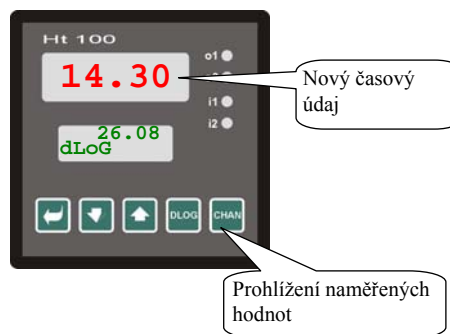 Ht 100
o1
14.30
Nový časový
údaj
i1
i2
26.08
dLoG
DLOG
CHAN
Prohlížení naměřených
hodnot